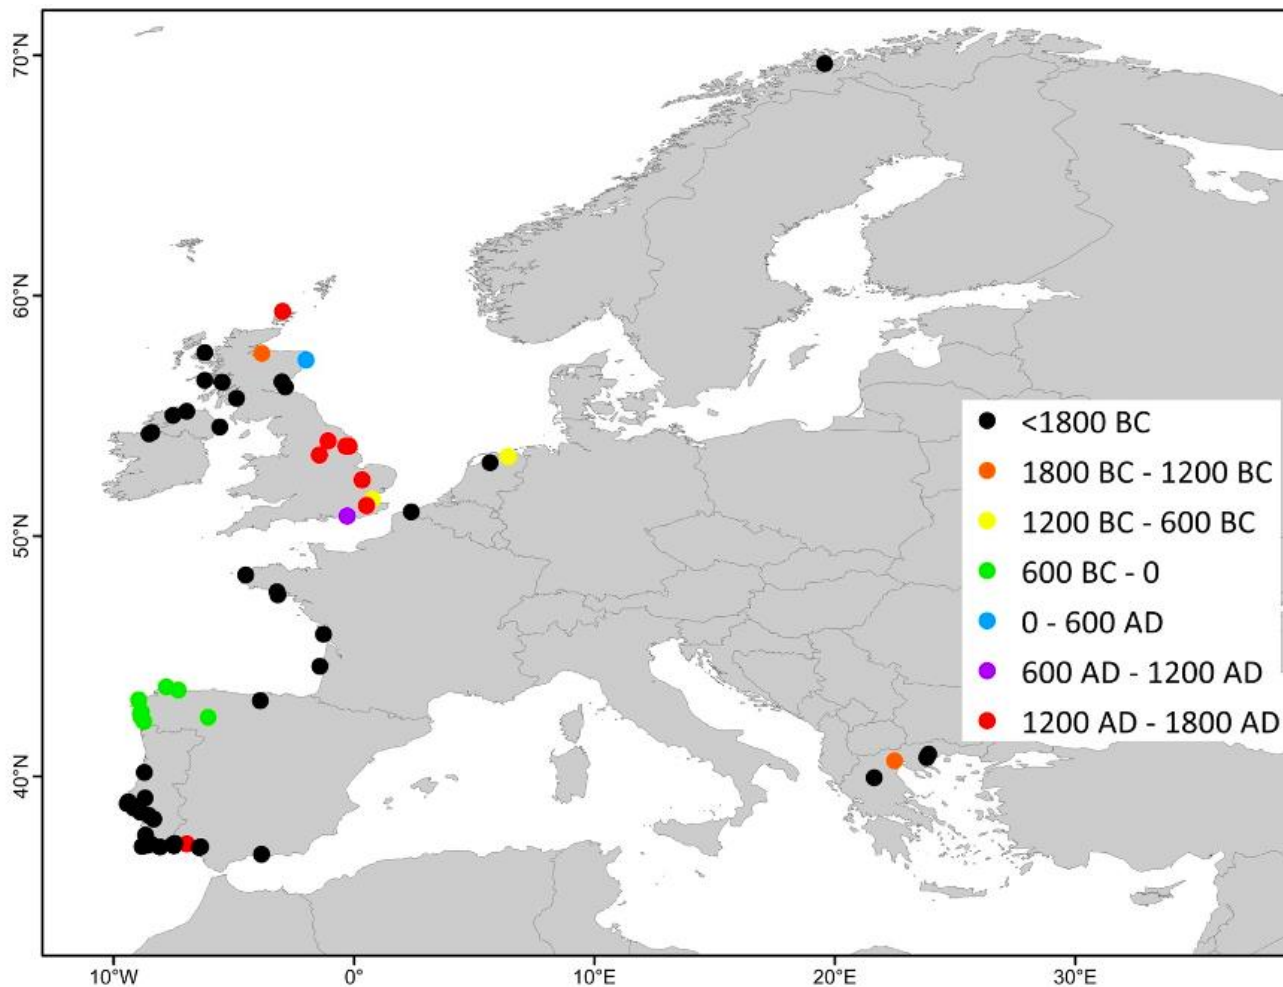 70°N
60°N
50°N
40°N
<1800 BC
1800 BC - 1200 BC
1200 BC - 600 BC
600 BC - 0
0 - 600 AD
600 AD - 1200 AD
1200 AD - 1800 AD
10°W 0° 10°E 20°E 30°E